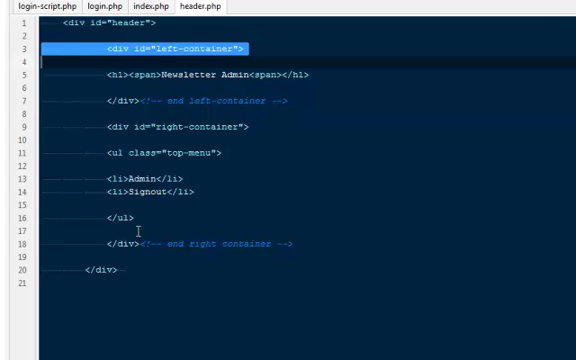 login-script.php login.php index.php header.php
1 <div id="header">
2
3 <div id="left-container">
4
5 <h1><span>Newsletter Admin<span></h1>
6
7 </div><!-- end left-container -->
8
9 <div id="right-container">
10
11 <ul class="top-menu">
12
13 <li>Admin</li>
14 <li>Signout</li>
15
16 </ul>
17
18 </div><!-- end right container -->
19
20 </div>
21